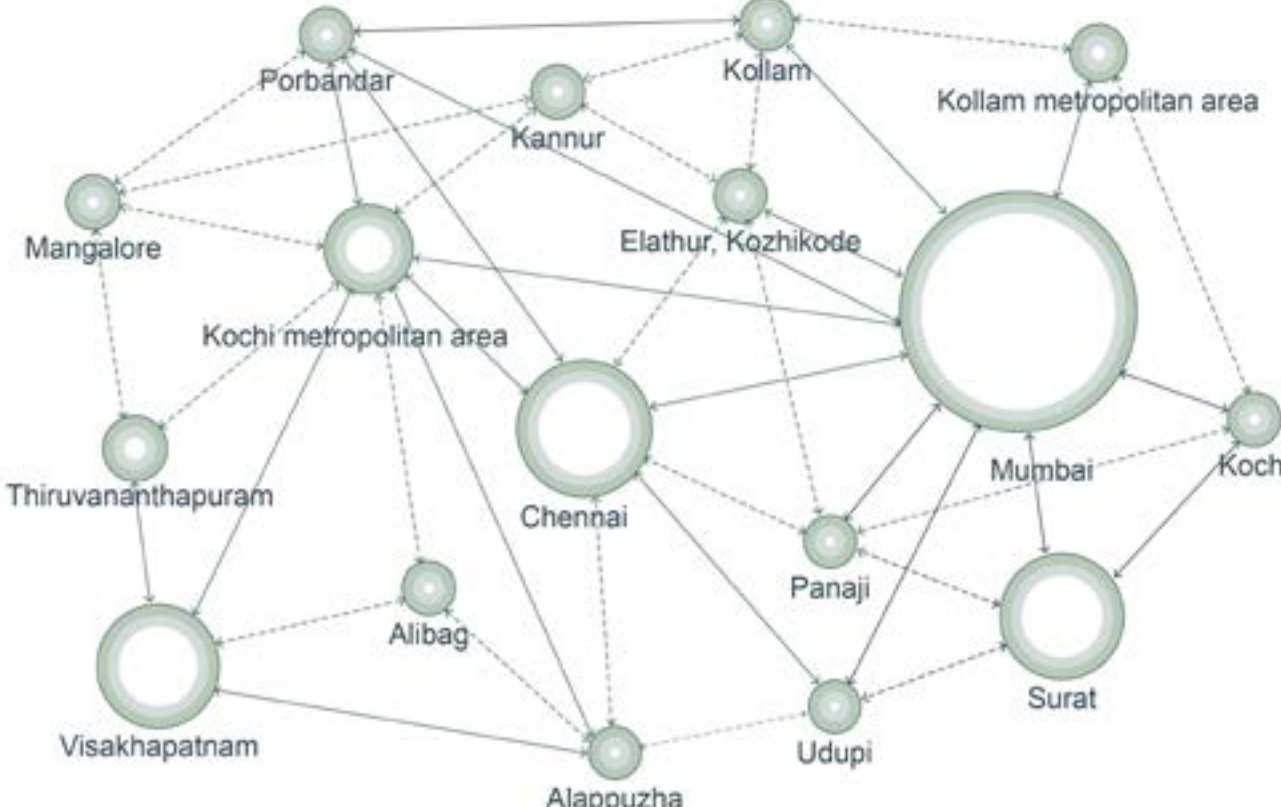 Porbandar
Kollam
Kollam metropolitan area
Kannur
Mangalore
Elathur, Kozhikode
Kochi metropolitan area
Mumbai
Koch
Thiruvananthapuram
Chennai
Panaji
Alibag
Surat
Visakhapatnam
Udupi
Alappuzha